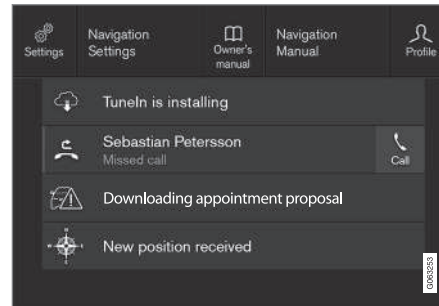 Settings
Navigation
Settings
Owner's
manual
Navigation
Manual
Profile
TuneIn is installing
Sebastian Petersson
Missed call
Call
Downloading appointment proposal
New position received
G063253